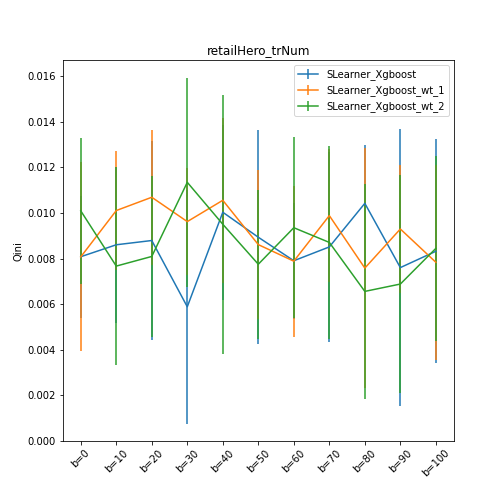 retailHero_trNum
SLearner_Xgboost
SLearner_Xgboost_wt_1
SLearner_Xgboost_wt_2
Qini
0.016
0.014
0.012
0.010
0.008
0.006
0.004
0.002
0.000
b=0
b=10
b=20
b=30
b=40
b=50
b=60
b=70
b=80
b=90
b=100